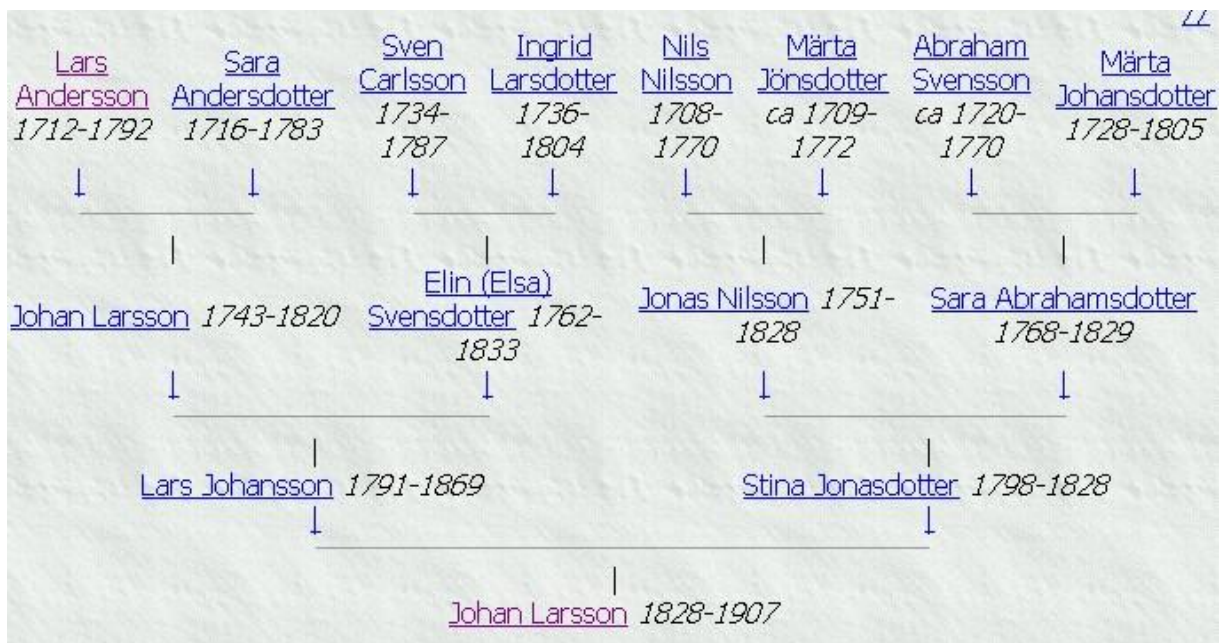 77
Lars
Andersson
1712-1792
Sara
Andersdotter
1716-1783
Sven
Carlsson
1734-
1787
Ingrid
Larsdotter
1736-
1804
Nils
Nilsson
1708-
1770
Märta
Jönsdotter
ca 1709-
1772
Abraham
Svensson
ca 1720-
1770
Märta
Johansdotter
1728-1805
Johan Larsson 1743-1820
Elin (Elsa)
Svensdotter 1762-
1833
Jonas Nilsson 1751-
1828
Sara Abrahamsdotter
1768-1829
Lars Johansson 1791-1869
Stina Jonasdotter 1798-1828
Johan Larsson 1828-1907